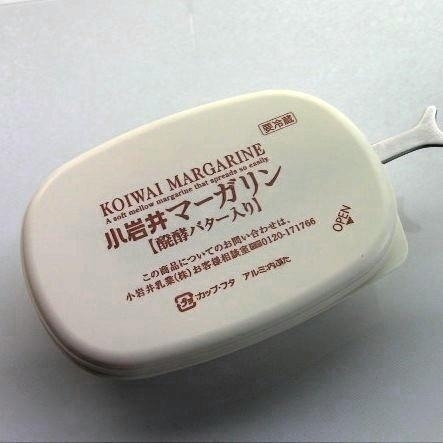 要冷蔵
KOIWAI MARGARINE
A soft mellow margarine that spreads so easily.
小岩井マーガリン
【醗酵バター入り】
OPEN
この商品についてのお問い合わせは、
小岩井乳業(株)お客様相談室 0120-171766
プラ カップ・フタ アルミ:内ぶた